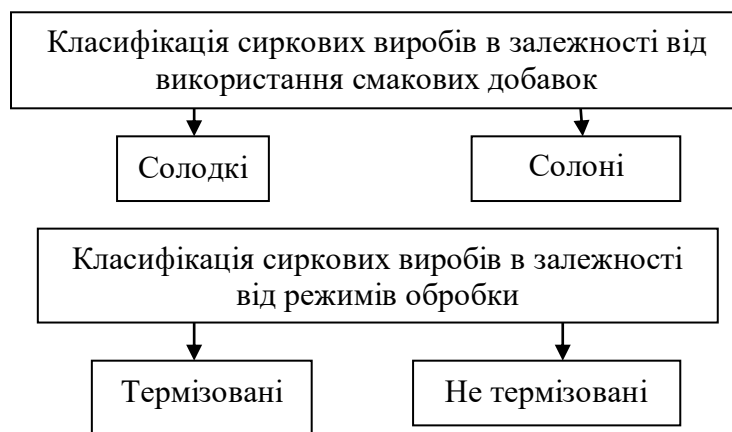 Класифікація сиркових виробів в залежності від
використання смакових добавок
Солодкі
Солоні
Класифікація сиркових виробів в залежності
від режимів обробки
Термізовані
Не термізовані